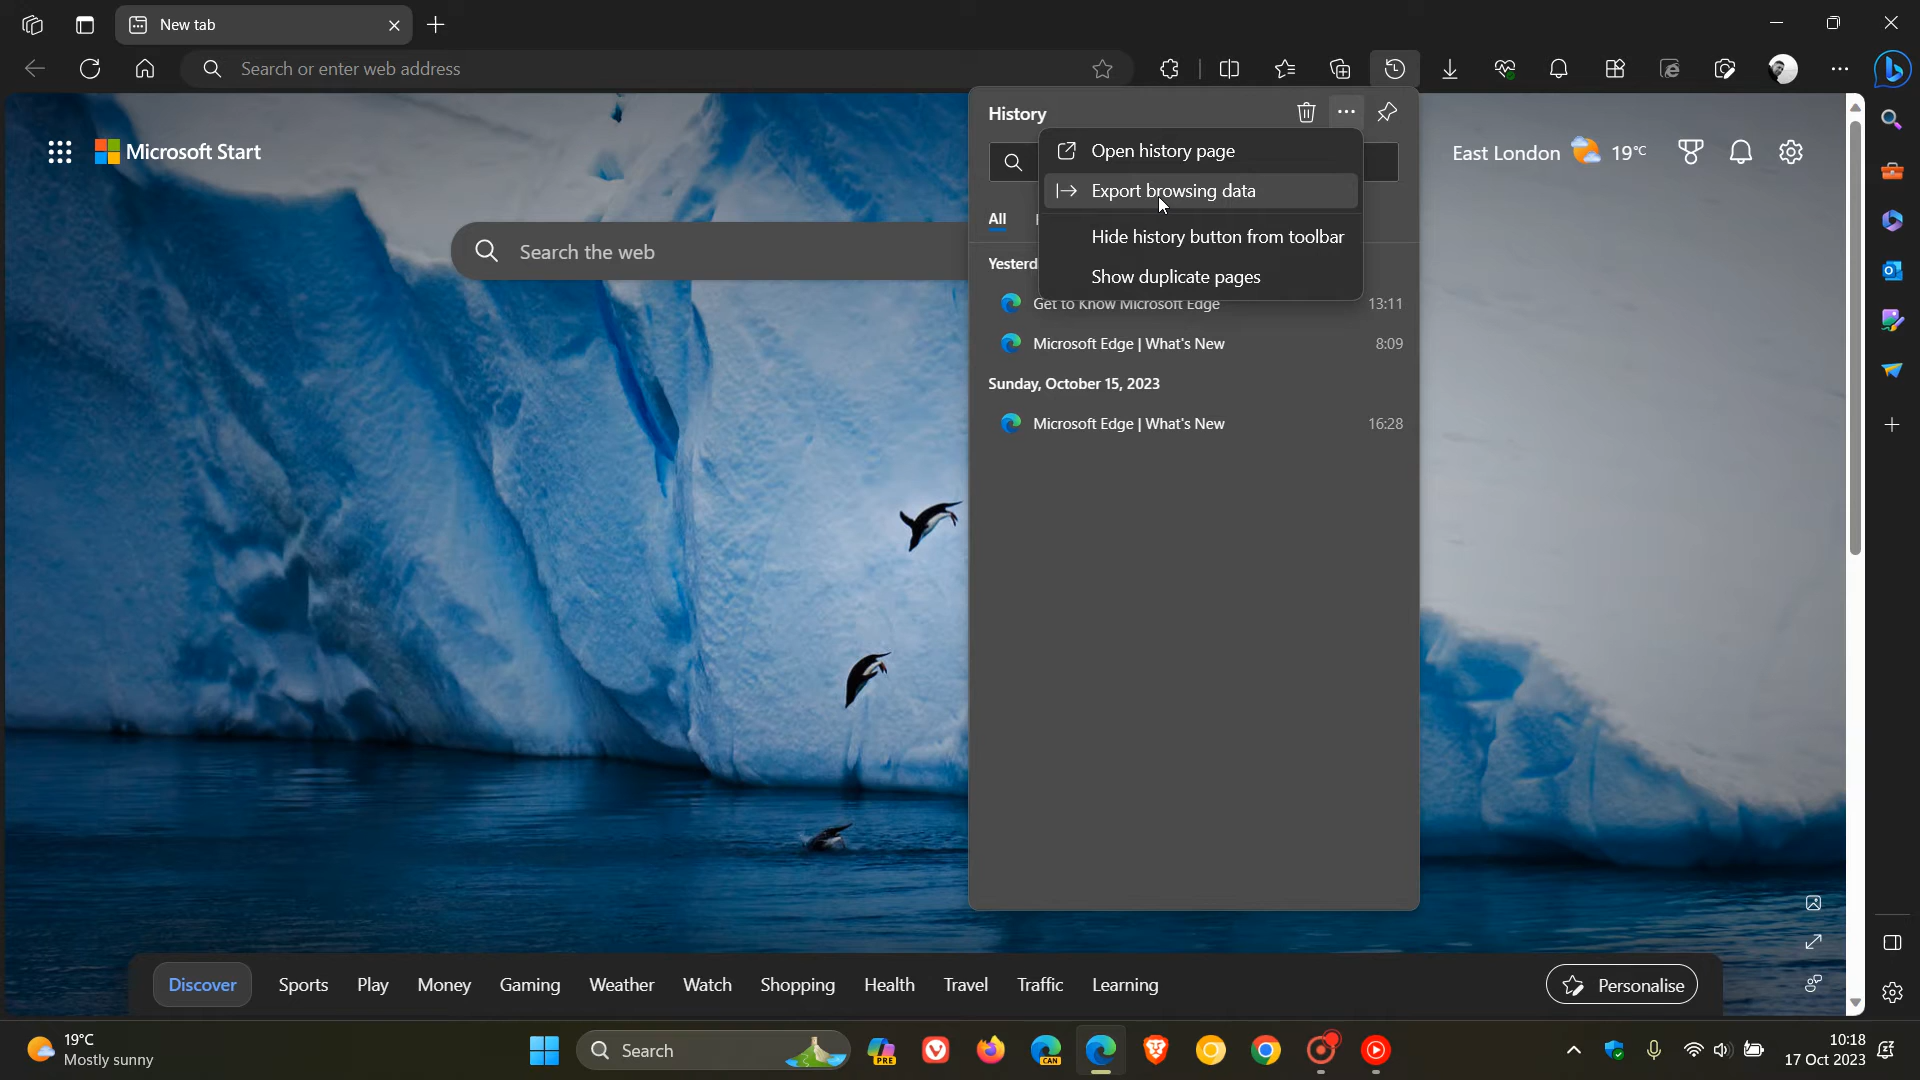 New tab
Search or enter web address
Microsoft Start
History
Open history page
Export browsing data
Hide history button from toolbar
Show duplicate pages
All
Yesterd
Get to Know Microsoft Edge 13:11
Microsoft Edge | What's New 8:09
Sunday, October 15, 2023
Microsoft Edge | What's New 16:28
Search the web
East London 19°C
Discover Sports Play Money Gaming Weather Watch Shopping Health Travel Traffic Learning Personalise
19°C
Mostly sunny
Search
PRE
CAN
10:18
17 Oct 2023